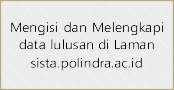 Mengisi dan Melengkapi
data lulusan di Laman
sista.polindra.ac.id